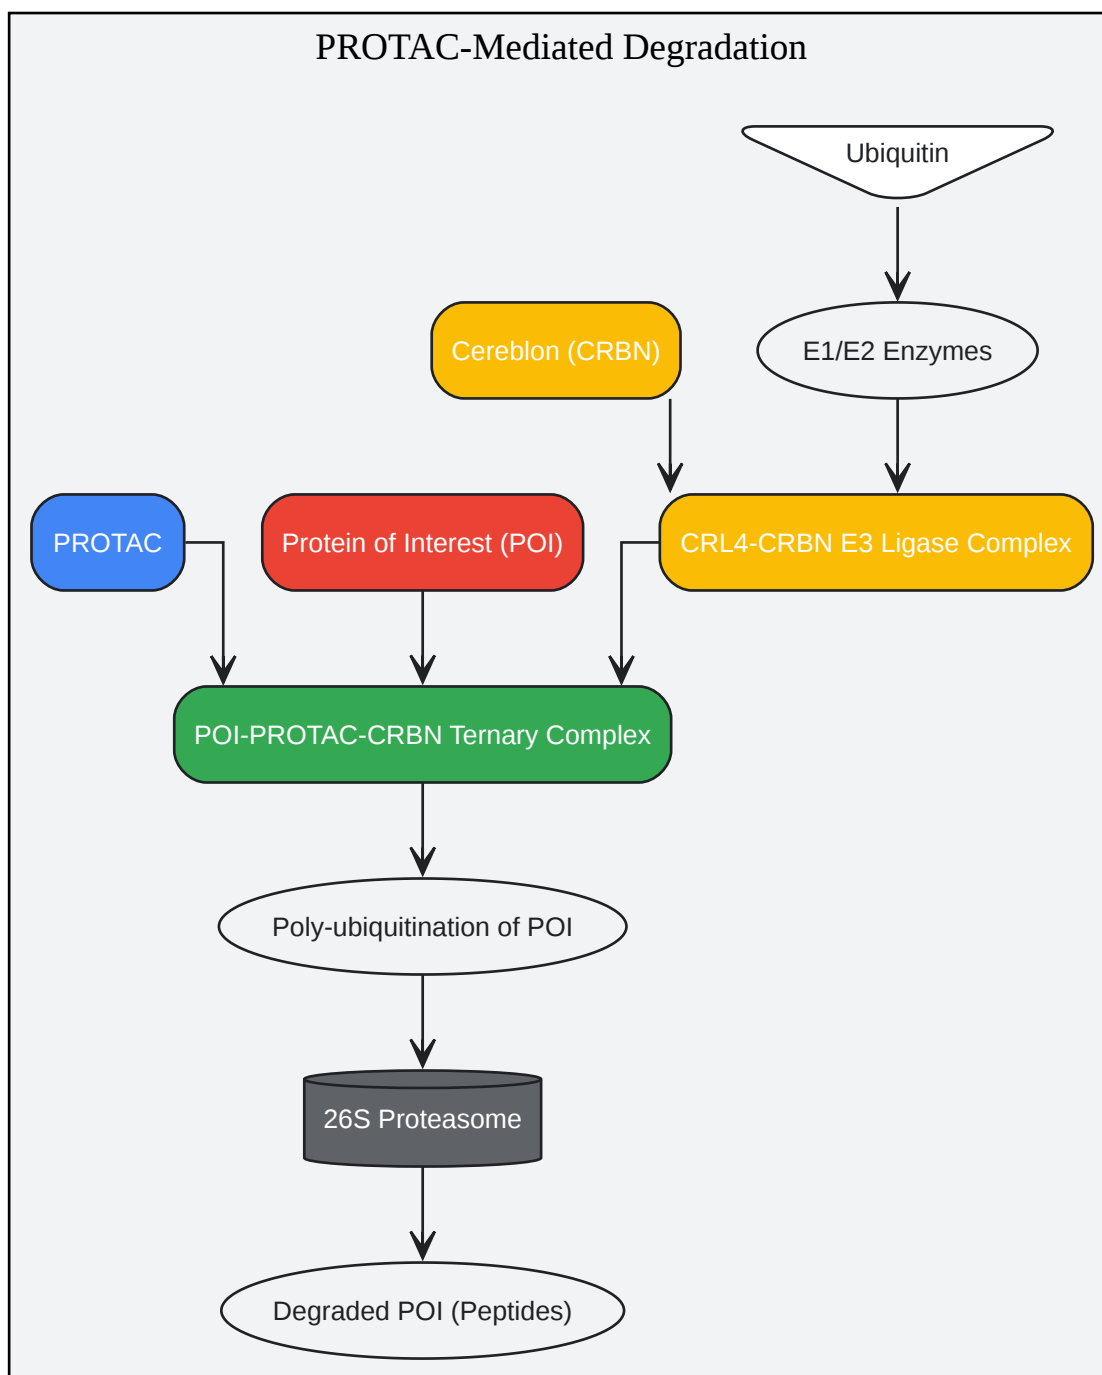 PROTAC-Mediated Degradation
Ubiquitin
Cereblon (CRBN)
E1/E2 Enzymes
PROTAC
Protein of Interest (POI)
CRL4-CRBN E3 Ligase Complex
POI-PROTAC-CRBN Ternary Complex
Poly-ubiquitination of POI
26S Proteasome
Degraded POI (Peptides)